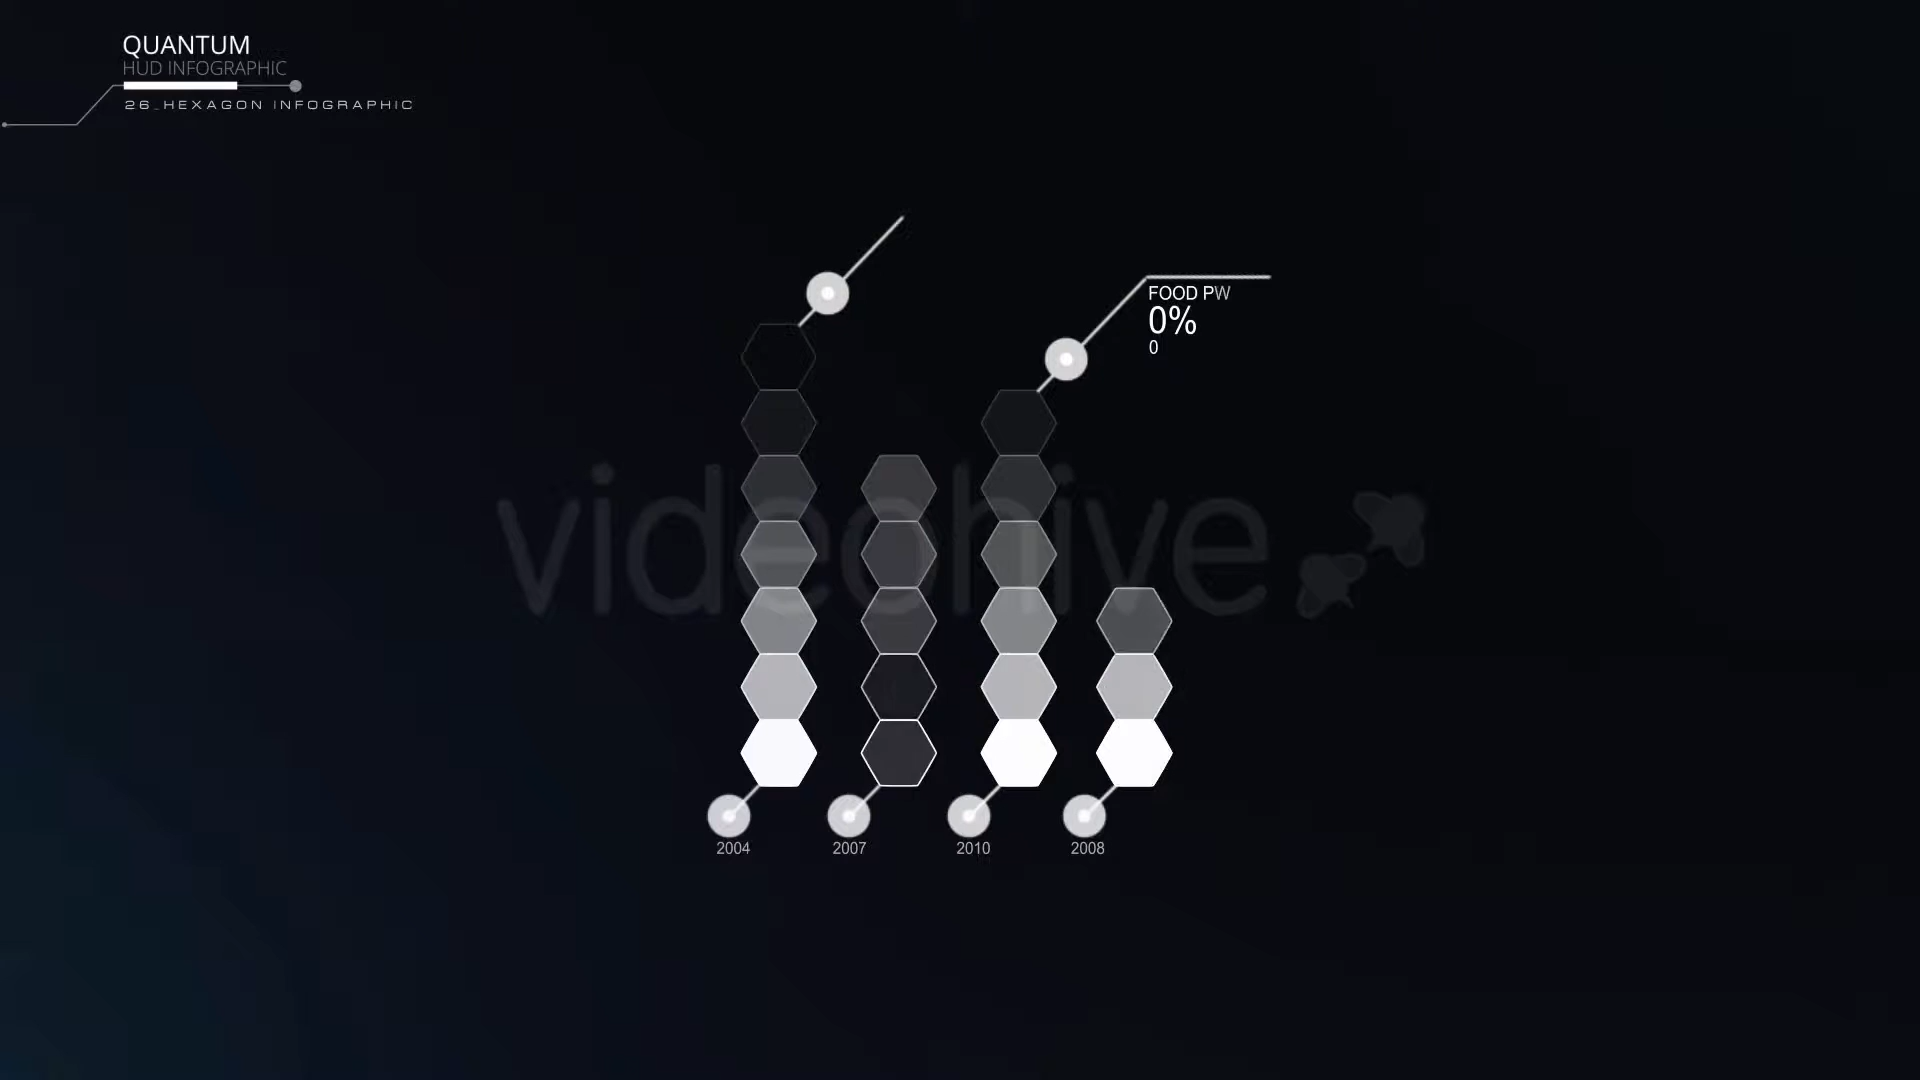 QUANTUM
HUD INFOGRAPHIC
26_HEXAGON INFOGRAPHIC
FOOD PW
0%
0
videohive
2004
2007
2010
2008